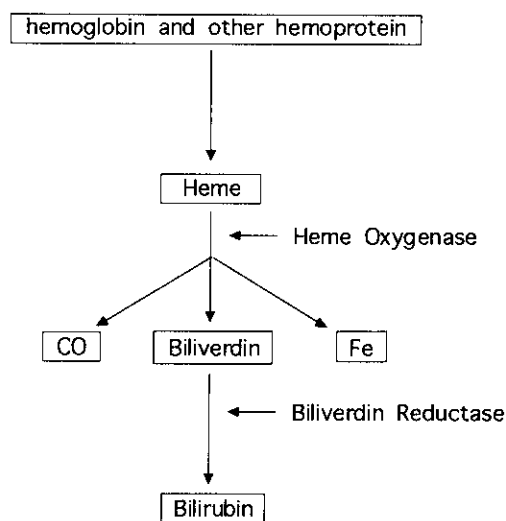 hemoglobin and other hemoprotein
Heme
Heme Oxygenase
CO
Biliverdin
Fe
Biliverdin Reductase
Bilirubin